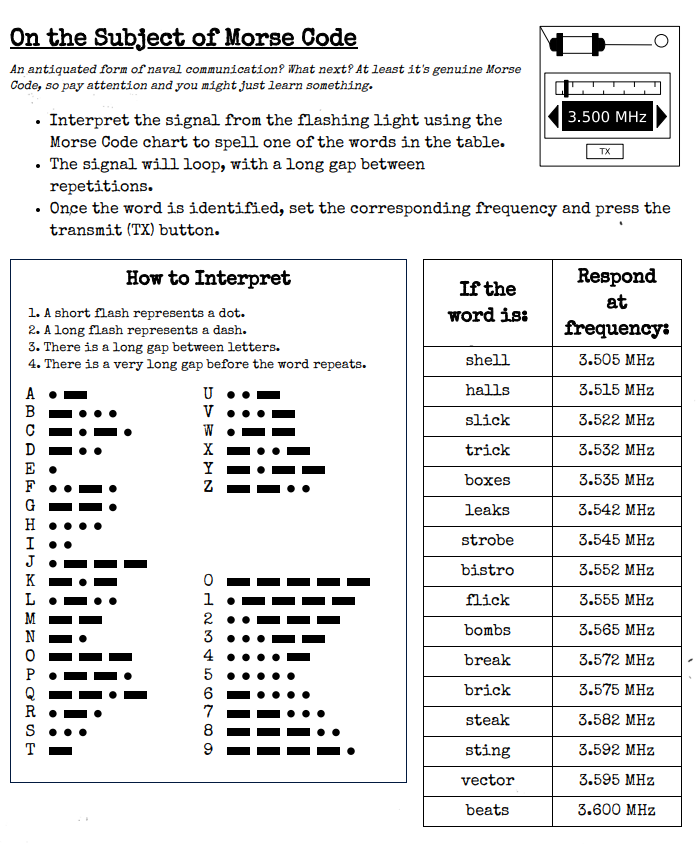 On the Subject of Morse Code
An antiquated form of naval communication? What next? At least it's genuine Morse
Code, so pay attention and you might just learn something.
• Interpret the signal from the flashing light using the
Morse Code chart to spell one of the words in the table.
• The signal will loop, with a long gap between
repetitions.
• Once the word is identified, set the corresponding frequency and press the
transmit (TX) button.
3.500 MHz
TX
How to Interpret
1. A short flash represents a dot.
2. A long flash represents a dash.
3. There is a long gap between letters.
4. There is a very long gap before the word repeats.
A
B
C
D
E
F
G
H
I
J
K
L
M
N
O
P
Q
R
S
T
U
V
W
X
Y
Z
0
1
2
3
4
5
6
7
8
9
If the
word is:
Respond
at
frequency:
shell 3.505 MHz
halls 3.515 MHz
slick 3.522 MHz
trick 3.532 MHz
boxes 3.535 MHz
leaks 3.542 MHz
strobe 3.545 MHz
bistro 3.552 MHz
flick 3.555 MHz
bombs 3.565 MHz
break 3.572 MHz
brick 3.575 MHz
steak 3.582 MHz
sting 3.592 MHz
vector 3.595 MHz
beats 3.600 MHz